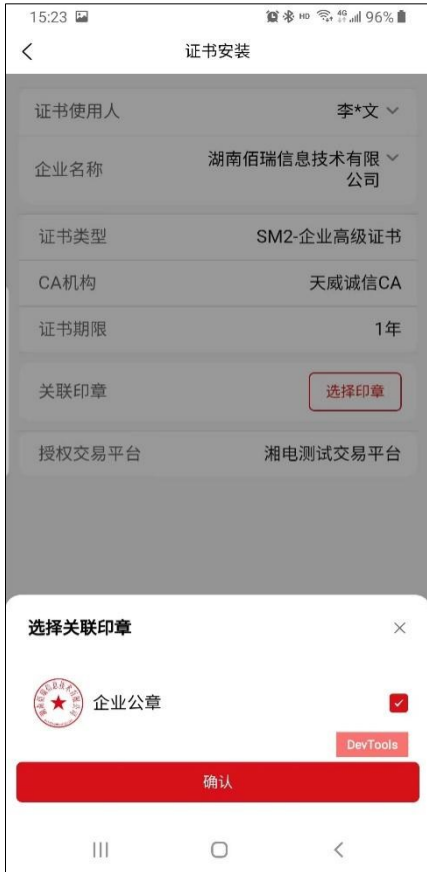 15:23 HD 4G 96%
证书安装
证书使用人 李*文
企业名称 湖南佰瑞信息技术有限
公司
证书类型 SM2-企业高级证书
CA机构 天威诚信CA
证书期限 1年
关联印章 选择印章
授权交易平台 湘电测试交易平台
选择关联印章
企业公章
DevTools
确认